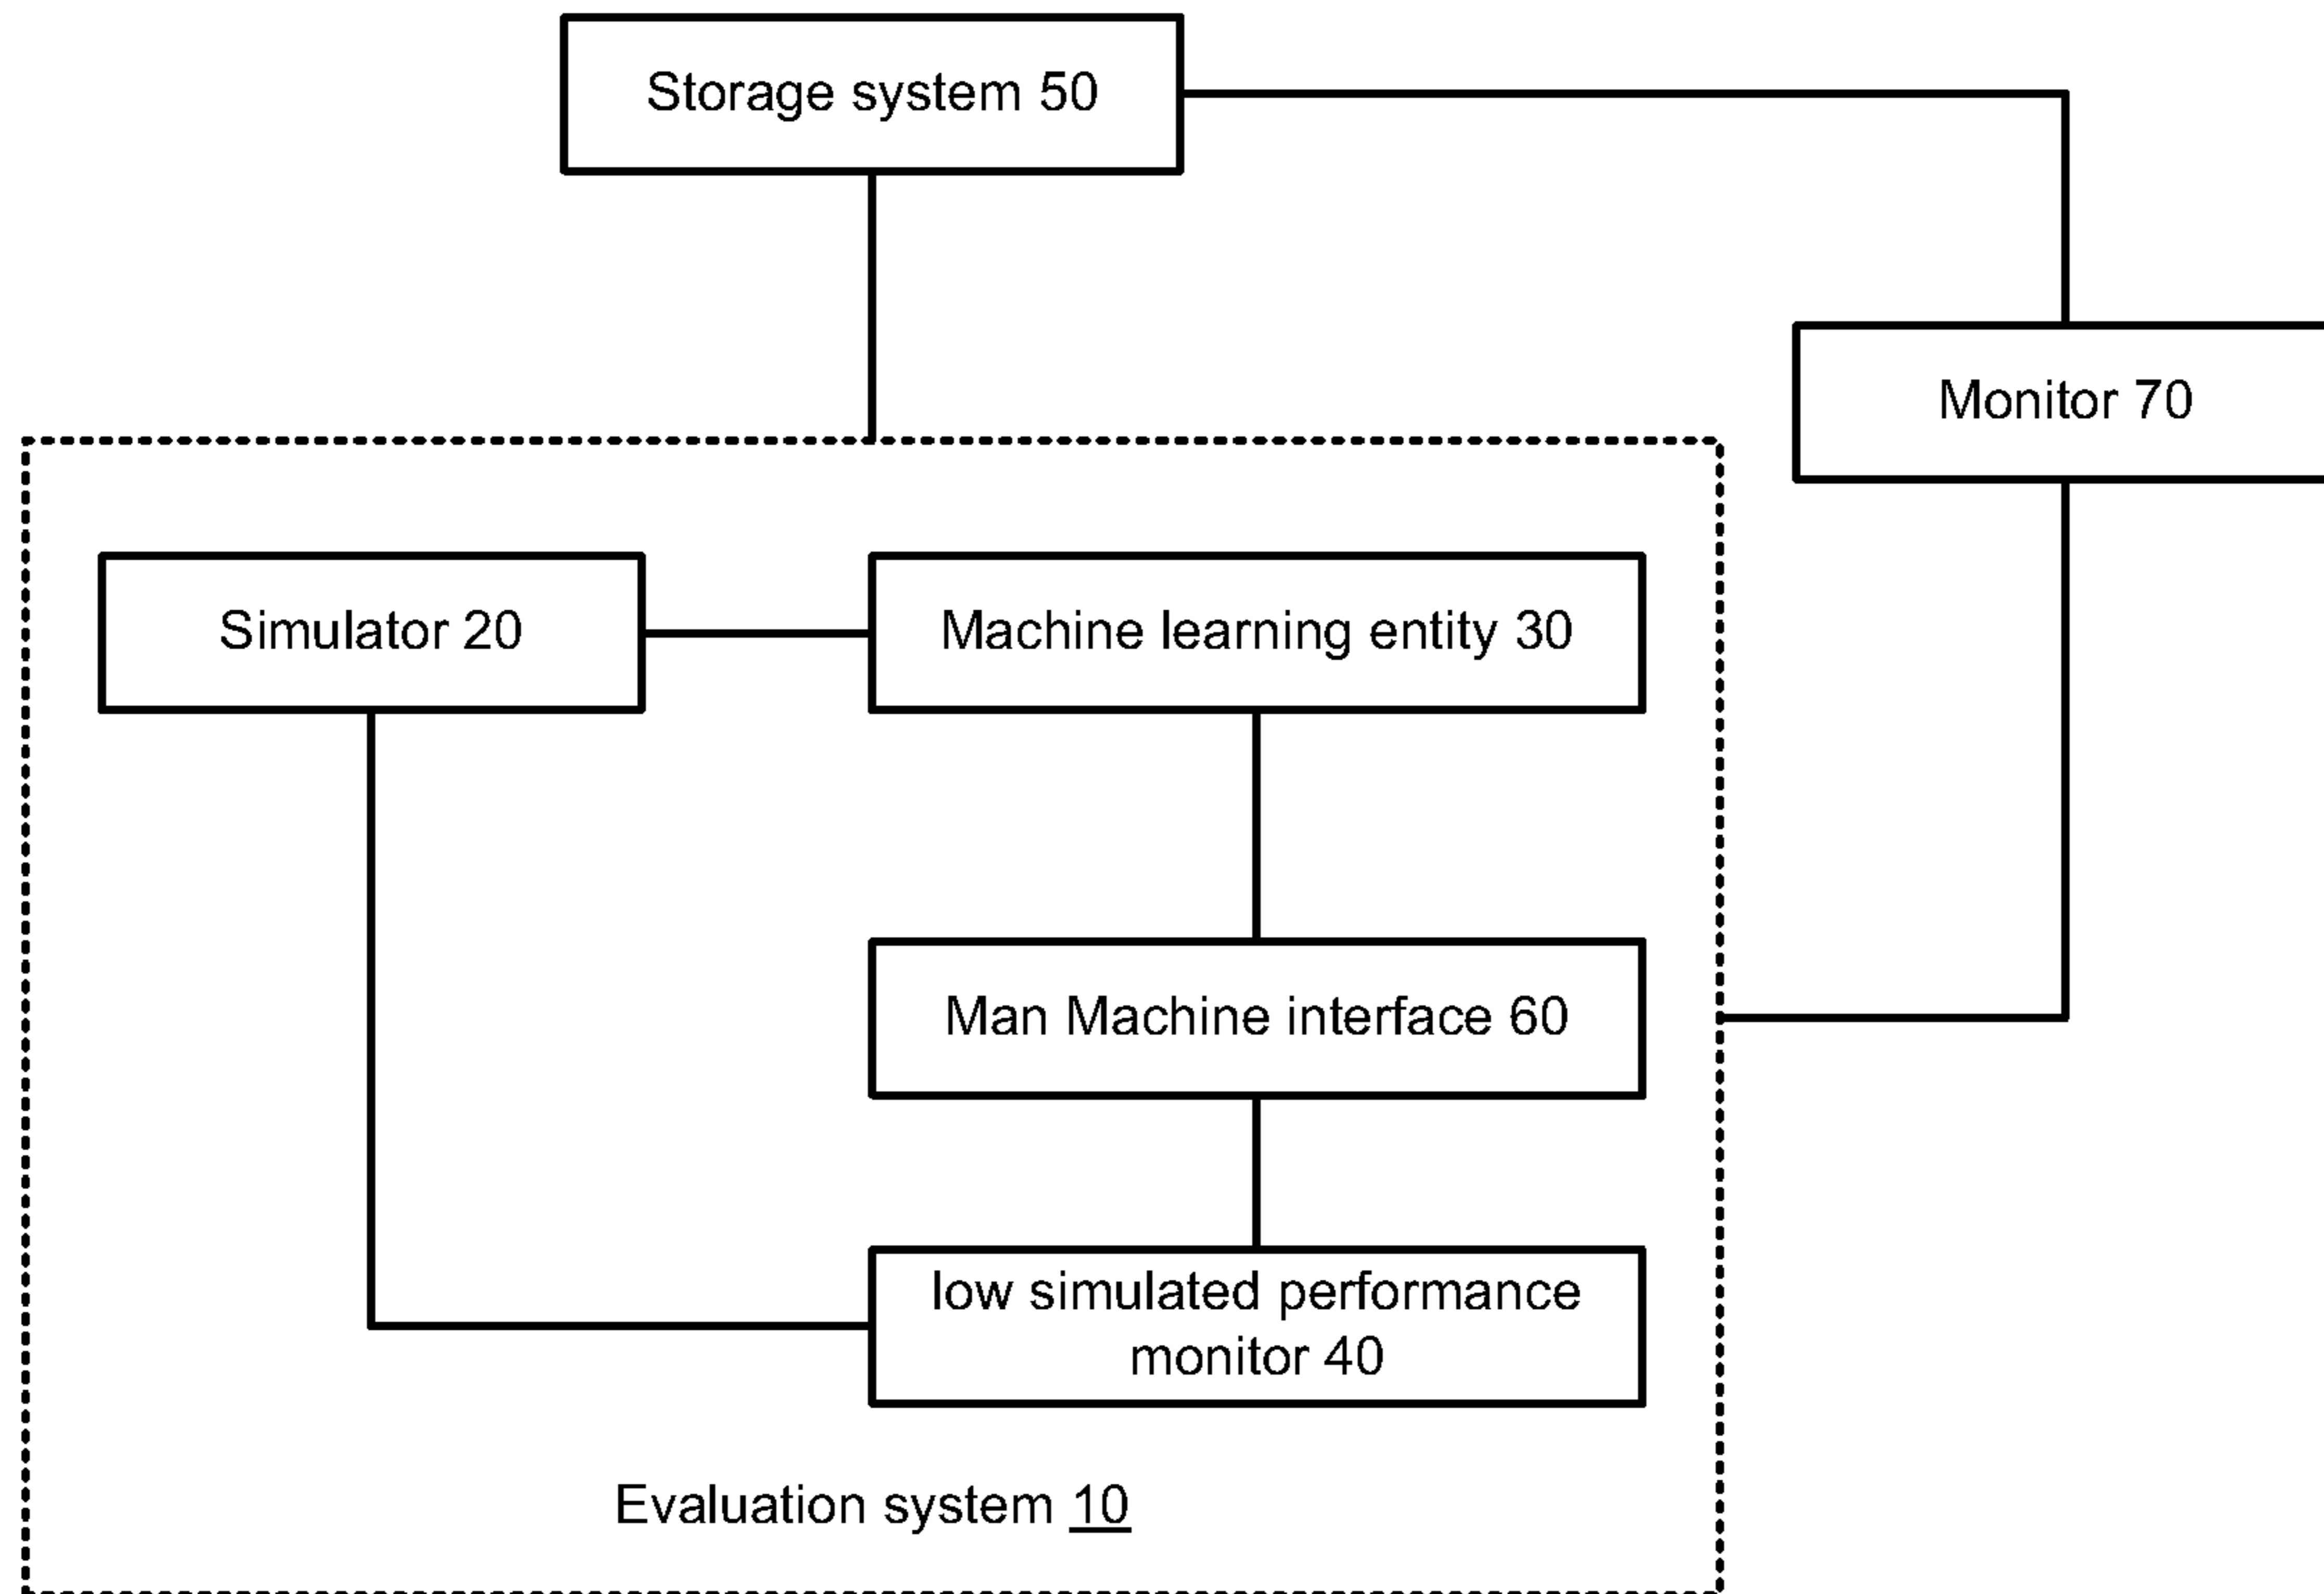 Storage system 50
Monitor 70
Simulator 20
Machine learning entity 30
Man Machine interface 60
low simulated performance
monitor 40
Evaluation system 10